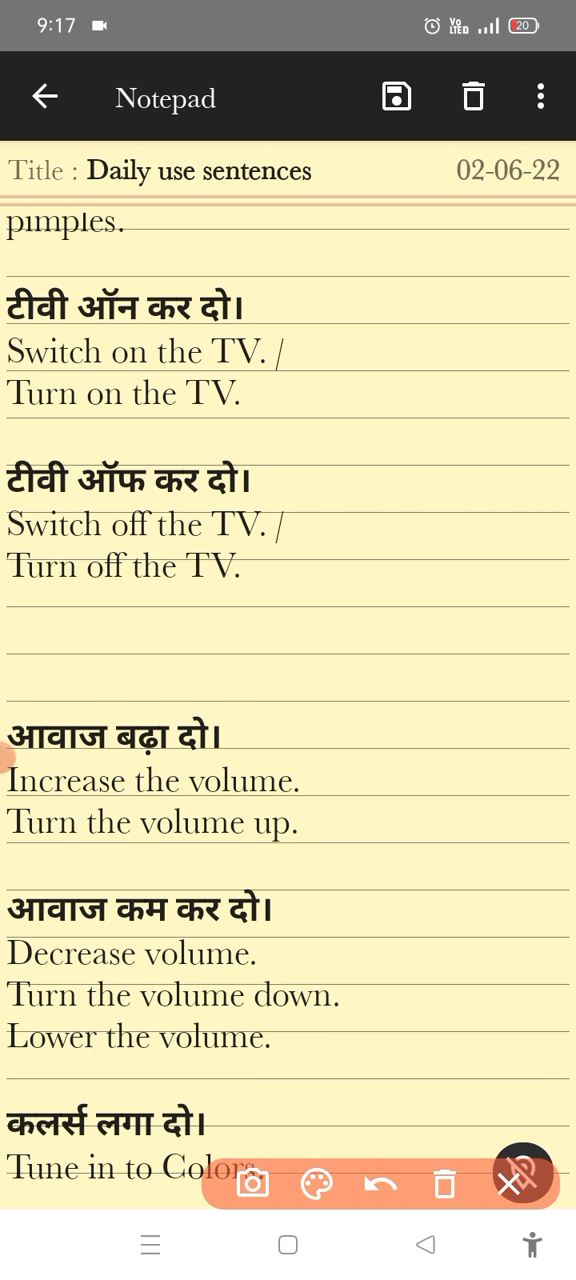 9:17
Vo
LTED
20
Notepad
Title : Daily use sentences 02-06-22
pimples.
टीवी ऑन कर दो।
Switch on the TV. /
Turn on the TV.
टीवी ऑफ कर दो।
Switch off the TV. /
Turn off the TV.
आवाज बढ़ा दो।
Increase the volume.
Turn the volume up.
आवाज कम कर दो।
Decrease volume.
Turn the volume down.
Lower the volume.
कलर्स लगा दो।
Tune in to Colors.